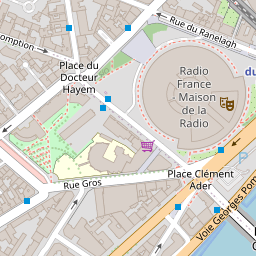 Rue du Ranelagh
omption
Place du
Docteur
Hayem
Radio
France
Maison
de la
Radio
du
Place Clément
Ader
Rue Gros
Voie Georges Pom